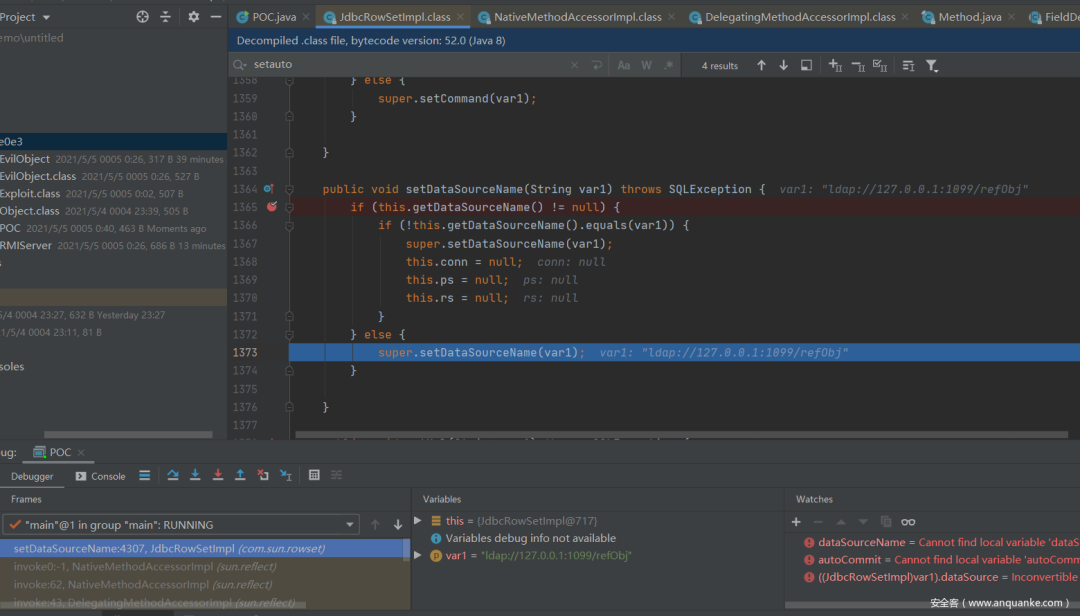 Project
POC.java
JdbcRowSetImpl.class
NativeMethodAccessorImpl.class
DelegatingMethodAccessorImpl.class
Method.java
FieldDe
emo\untitled
Decompiled .class file, bytecode version: 52.0 (Java 8)
setauto
Aa W .*
4 results
1358 } else {
1359 super.setCommand(var1);
1360 }
1361
1362 }
1363
1364 public void setDataSourceName(String var1) throws SQLException { var1: "ldap://127.0.0.1:1099/refObj"
1365 if (this.getDataSourceName() != null) {
1366 if (!this.getDataSourceName().equals(var1)) {
1367 super.setDataSourceName(var1);
1368 this.conn = null; conn: null
1369 this.ps = null; ps: null
1370 this.rs = null; rs: null
1371 }
1372 } else {
1373 super.setDataSourceName(var1); var1: "ldap://127.0.0.1:1099/refObj"
1374 }
1375
1376 }
1377
e0e3
EvilObject 2021/5/5 0005 0:26, 317 B 39 minutes
EvilObject.class 2021/5/5 0005 0:26, 527 B
Exploit.class 2021/5/5 0005 0:02, 507 B
Object.class 2021/5/4 0004 23:39, 505 B
POC 2021/5/5 0005 0:40, 463 B Moments ago
RMIServer 2021/5/5 0005 0:26, 686 B 13 minutes
s
5/4 0004 23:27, 632 B Yesterday 23:27
1/5/4 0004 23:11, 81 B
soles
ug: POC
Debugger
Console
Frames
"main"@1 in group "main": RUNNING
setDataSourceName:4307, JdbcRowSetImpl (com.sun.rowset)
invoke0:-1, NativeMethodAccessorImpl (sun.reflect)
invoke:62, NativeMethodAccessorImpl (sun.reflect)
invoke:43, DelegatingMethodAccessorImpl (sun.reflect)
Variables
this = {JdbcRowSetImpl@717}
Variables debug info not available
var1 = "ldap://127.0.0.1:1099/refObj"
Watches
dataSourceName = Cannot find local variable 'dataS
autoCommit = Cannot find local variable 'autoComm
((JdbcRowSetImpl)var1).dataSource = Inconvertible
安全客（www.anquanke.com）